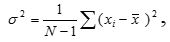 σ² = 1/(N−1) ∑(xᵢ − x̅)²,